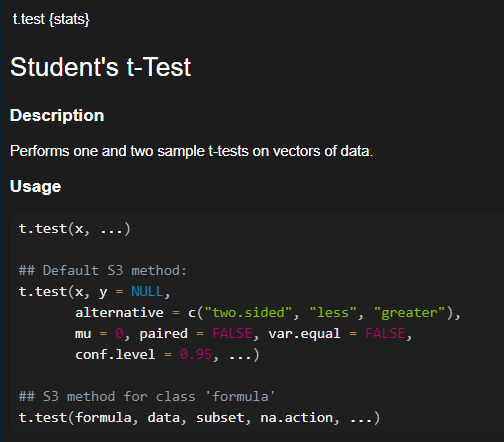 t.test {stats}
Student's t-Test
Description
Performs one and two sample t-tests on vectors of data.
Usage
t.test(x, ...)
## Default S3 method:
t.test(x, y = NULL,
       alternative = c("two.sided", "less", "greater"),
       mu = 0, paired = FALSE, var.equal = FALSE,
       conf.level = 0.95, ...)
## S3 method for class 'formula'
t.test(formula, data, subset, na.action, ...)